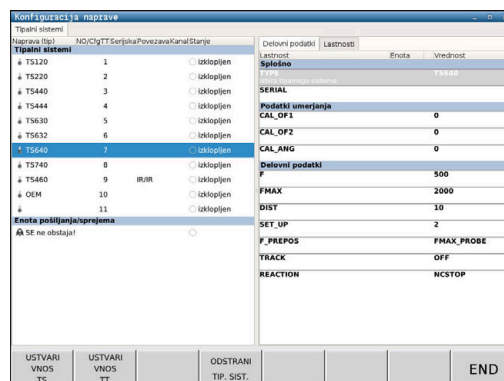 Konfiguracija naprave
Tipalni sistemi
Naprava (tip) NO/CfgTT Serijska Povezava Kanal Stanje
Tipalni sistemi
TS120 1 izklopljen
TS220 2 izklopljen
TS440 3 izklopljen
TS444 4 izklopljen
TS630 5 izklopljen
TS632 6 izklopljen
TS640 7 izklopljen
TS740 8 izklopljen
TS460 9 IR/IR izklopljen
OEM 10 izklopljen
11 izklopljen
Enota pošiljanja/sprejema
SE ne obstaja!
Delovni podatki Lastnosti
Lastnost Enota Vrednost
Splošno
TYPE TS640
Izbira tipalnega sistema
SERIAL
Podatki umerjanja
CAL_OF1 0
CAL_OF2 0
CAL_ANG 0
Delovni podatki
F 500
FMAX 2000
DIST 10
SET_UP 2
F_PREPOS FMAX_PROBE
TRACK OFF
REACTION NCSTOP
USTVARI
VNOS
TS
USTVARI
VNOS
TT
ODSTRANI
TIP. SIST.
END